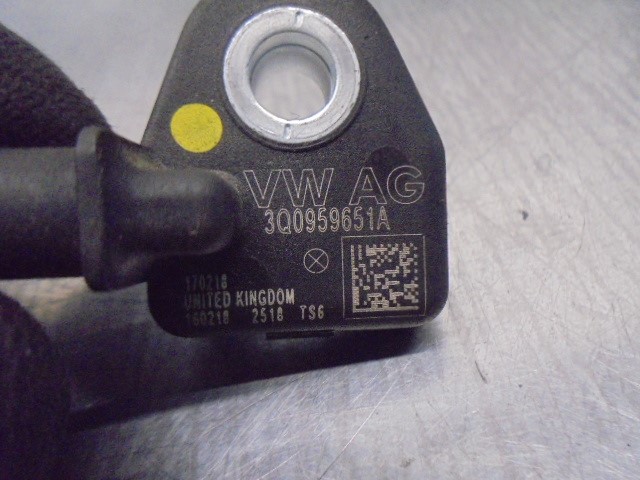 VW AG
3Q0959651A
170218
UNITED KINGDOM
160218 2518 TS6